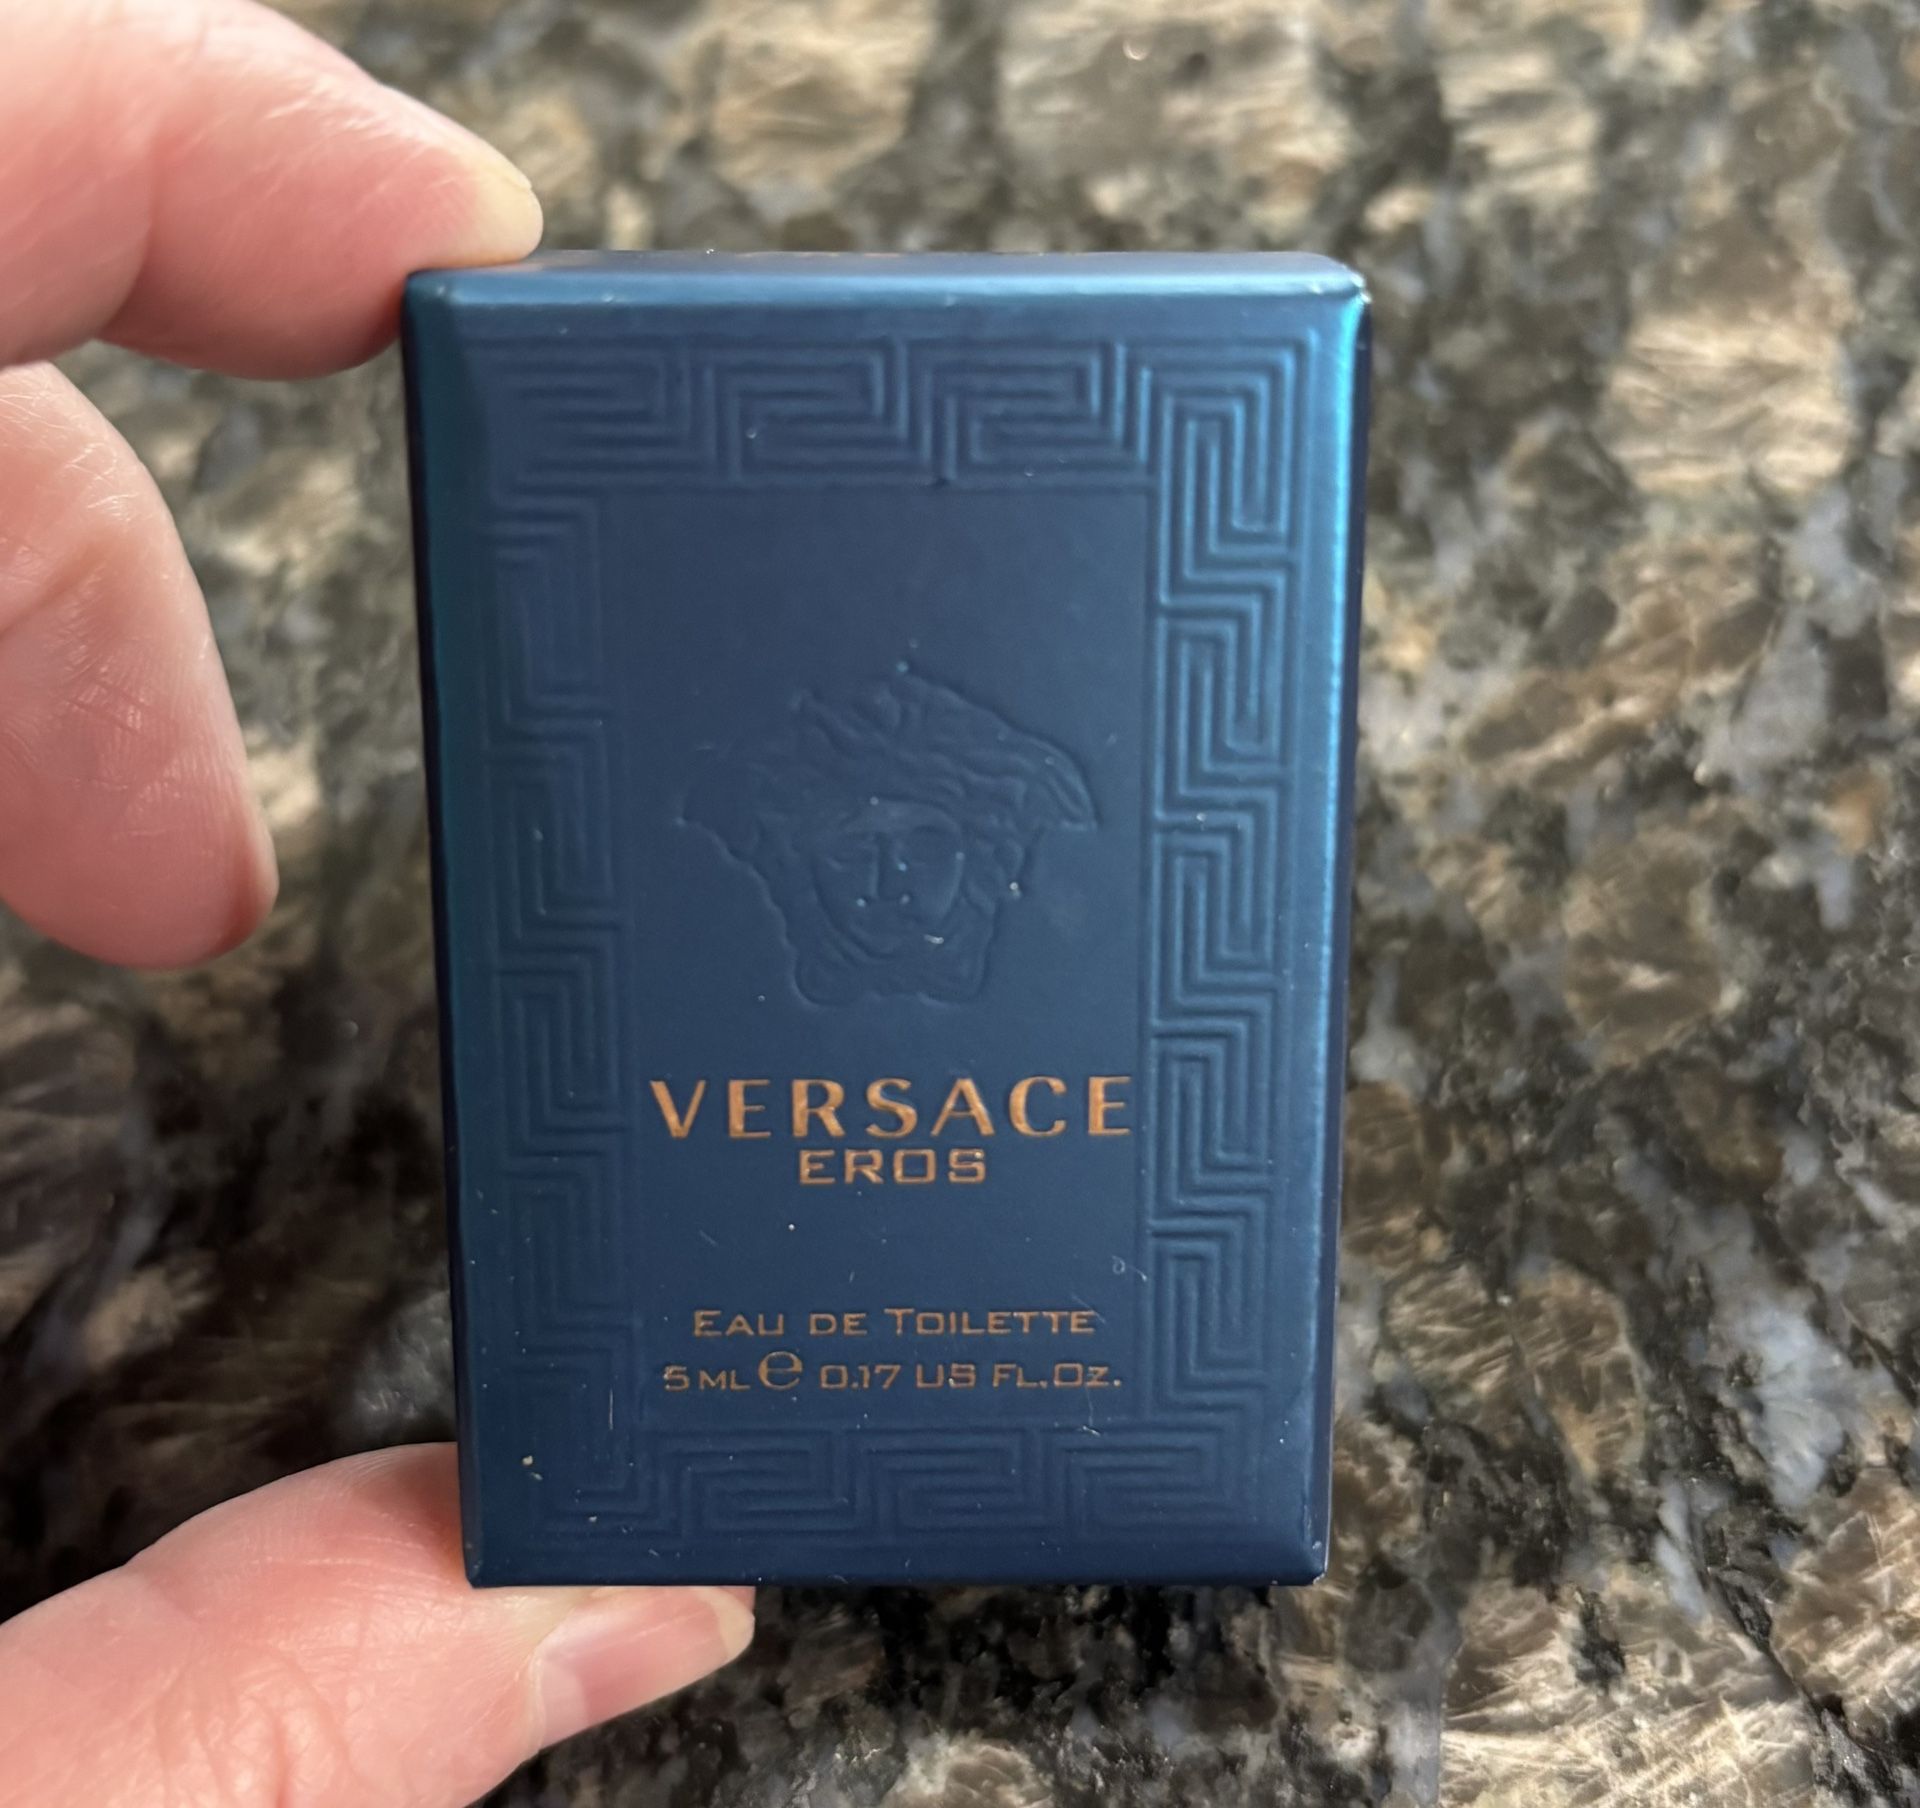 VERSACE
EROS
EAU DE TOILETTE
5 ML e 0.17 US FL.OZ.